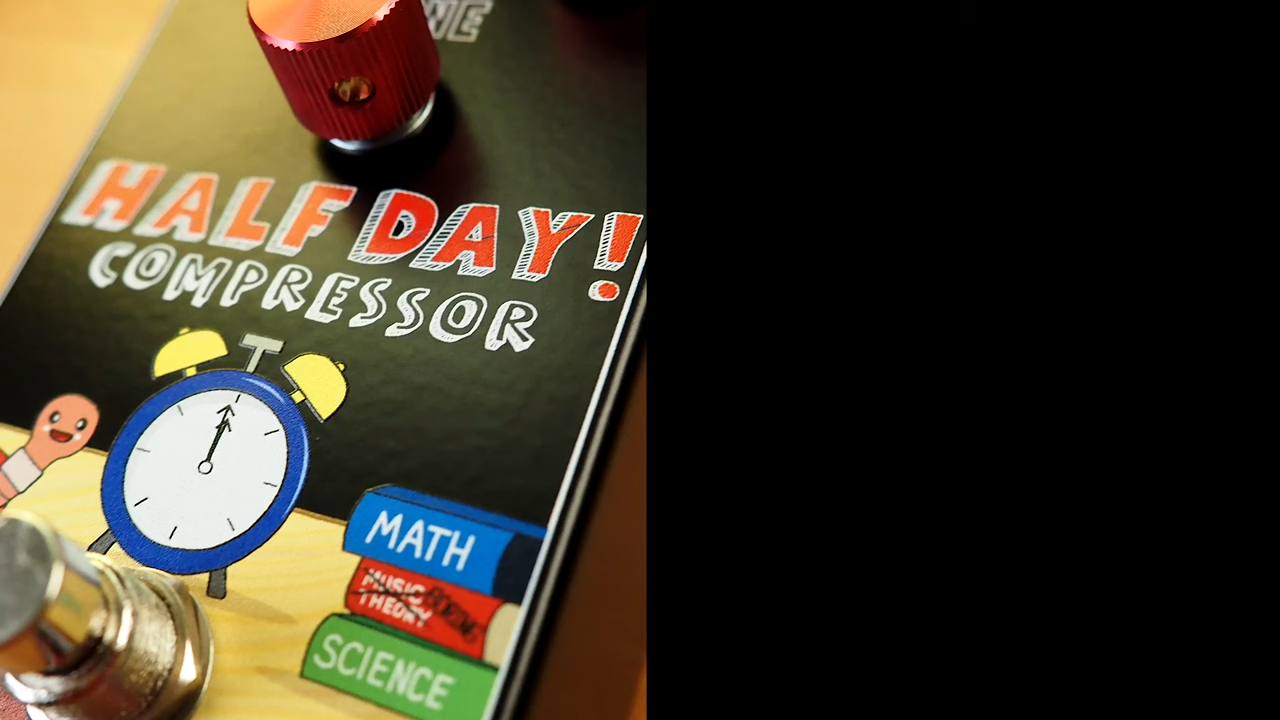 HALF DAY!
COMPRESSOR
MATH
MUSIC
THEORY
SCIENCE